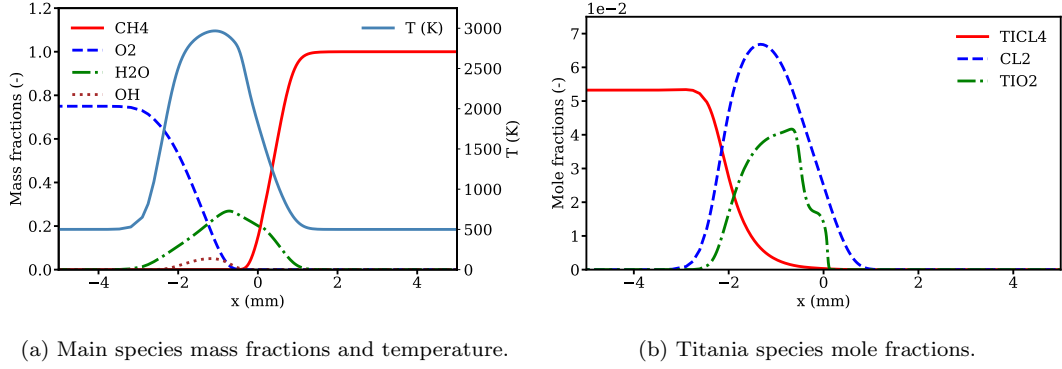 1.2
1.0
0.8
0.6
0.4
0.2
0.0
Mass fractions (-)
CH4
O2
H2O
OH
T (K)
3000
2500
2000
1500
1000
500
0
T (K)
−4 −2 0 2 4
x (mm)
(a) Main species mass fractions and temperature.
1e−2
6
5
4
3
2
1
0
Mole fractions (-)
TICL4
CL2
TIO2
−4 −2 0 2 4
x (mm)
(b) Titania species mole fractions.